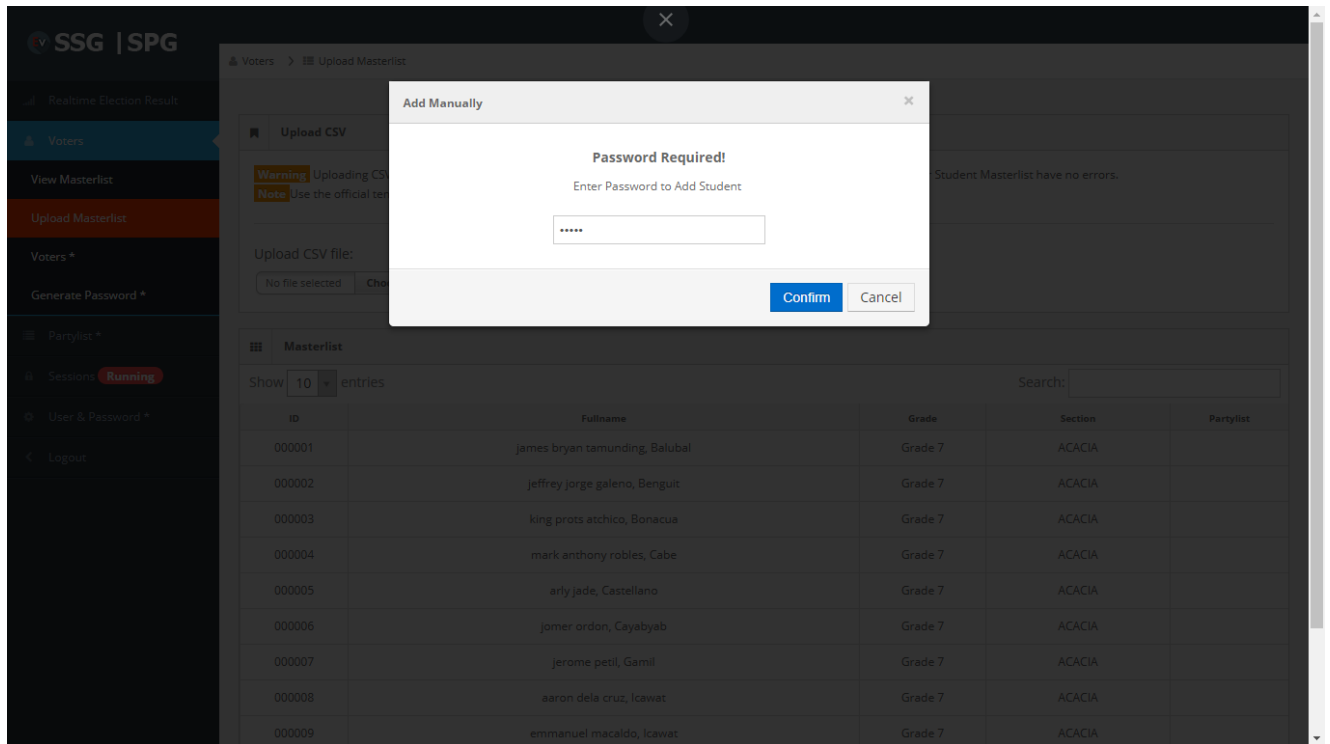 SSG | SPG
Voters > Upload Masterlist
Realtime Election Result
Voters
View Masterlist
Upload Masterlist
Voters *
Generate Password *
Partylist *
Sessions Running
User & Password *
Logout
Add Manually ×
Password Required!
Enter Password to Add Student
•••••
Confirm Cancel
Upload CSV
Warning Uploading CSV Student Masterlist have no errors.
Note Use the official
Upload CSV file:
No file selected
Masterlist
Show 10 entries Search:
ID Fullname Grade Section Partylist
000001 james bryan tamunding, Balubal Grade 7 ACACIA
000002 jeffrey jorge galeno, Benguit Grade 7 ACACIA
000003 king prots atchico, Bonacua Grade 7 ACACIA
000004 mark anthony robles, Cabe Grade 7 ACACIA
000005 arly jade, Castellano Grade 7 ACACIA
000006 jomer ordon, Cayabyab Grade 7 ACACIA
000007 jerome petil, Gamil Grade 7 ACACIA
000008 aaron dela cruz, Icawat Grade 7 ACACIA
000009 emmanuel macaldo, Icawat Grade 7 ACACIA